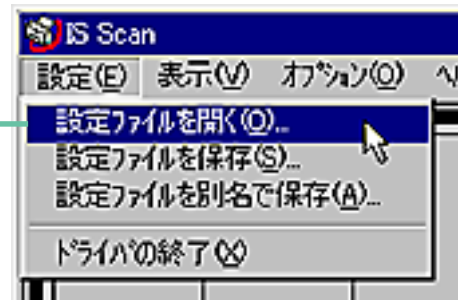 IS Scan
設定(E) 表示(V) オプション(O)
設定ファイルを開く(O)...
設定ファイルを保存(S)...
設定ファイルを別名で保存(A)...
ドライバの終了(X)